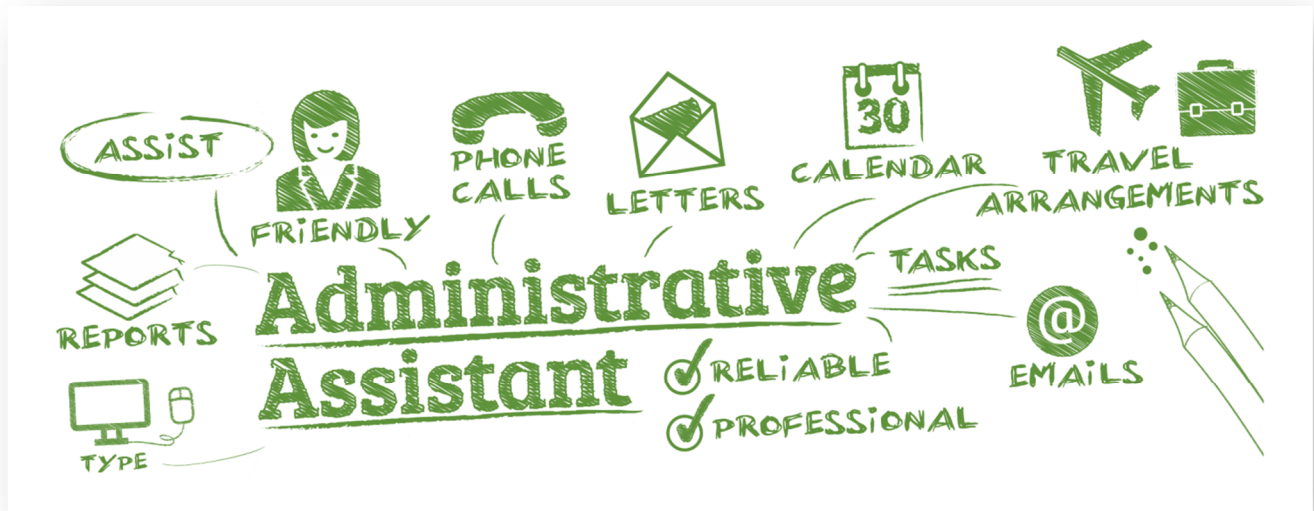 ASSiST
FRiENDLY
PHONE
CALLS
LETTERS
30
CALENDAR
TRAVEL
ARRANGEMENTS
REPORTS
Administrative
Assistant
TASKS
@
EMAiLS
RELiABLE
PROFESSiONAL
TYPE